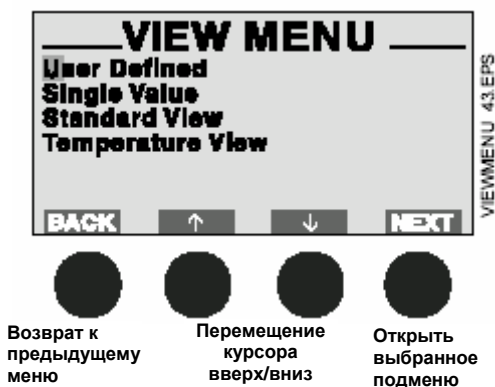 VIEW MENU
User Defined
Single Value
Standard View
Temperature View
BACK ↑ ↓ NEXT
VIEWMENU 43.EPS
Возврат к
предыдущему
меню
Перемещение
курсора
вверх/вниз
Открыть
выбранное
подменю